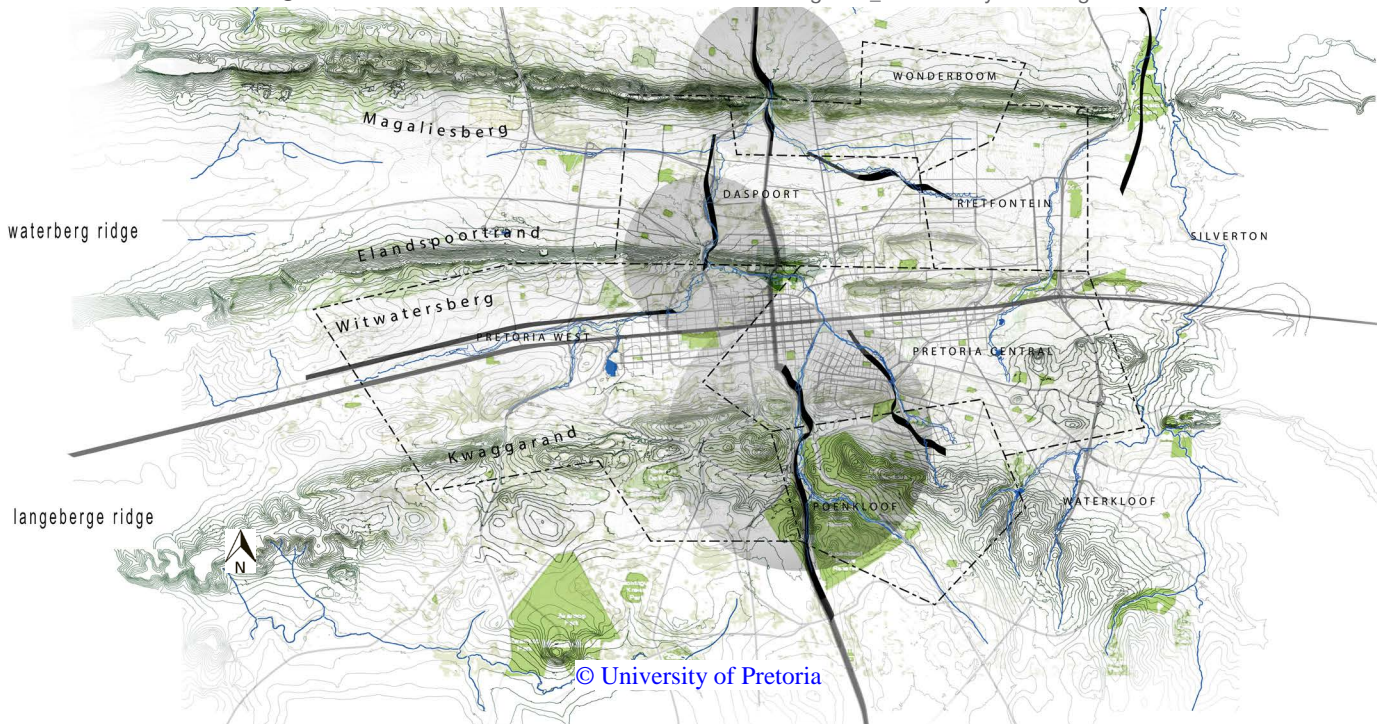 WONDERBOOM
Magaliesberg
DASPOORT
RIETFONTEIN
waterberg ridge
Elandspoortrand
SILVERTON
Witwatersberg
PRETORIA WEST
PRETORIA CENTRAL
Kwaggarand
langeberge ridge
POENKLOOF
WATERKLOOF
N
© University of Pretoria